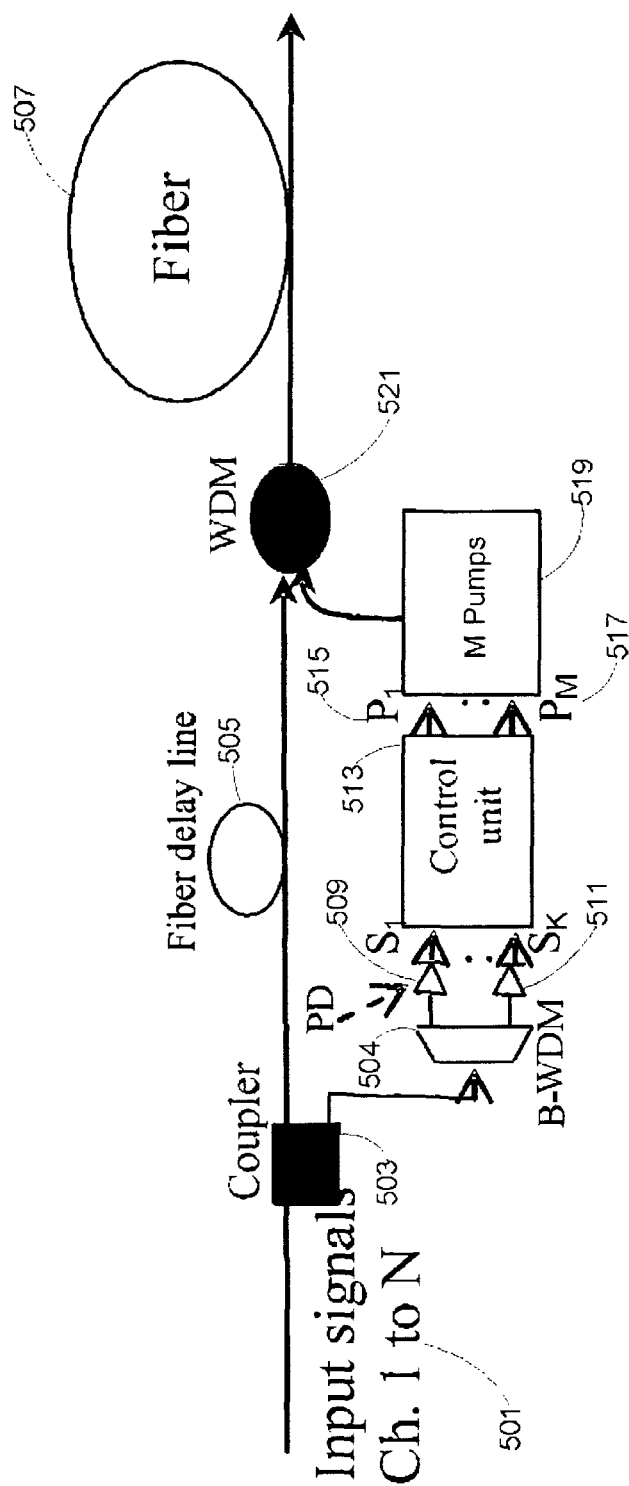 Input signals
Ch. 1 to N
501
Coupler
503
Fiber delay line
505
WDM
521
Fiber
507
B-WDM
504
PD
509
511
S1
SK
Control
unit
513
P1
515
PM
517
M Pumps
519